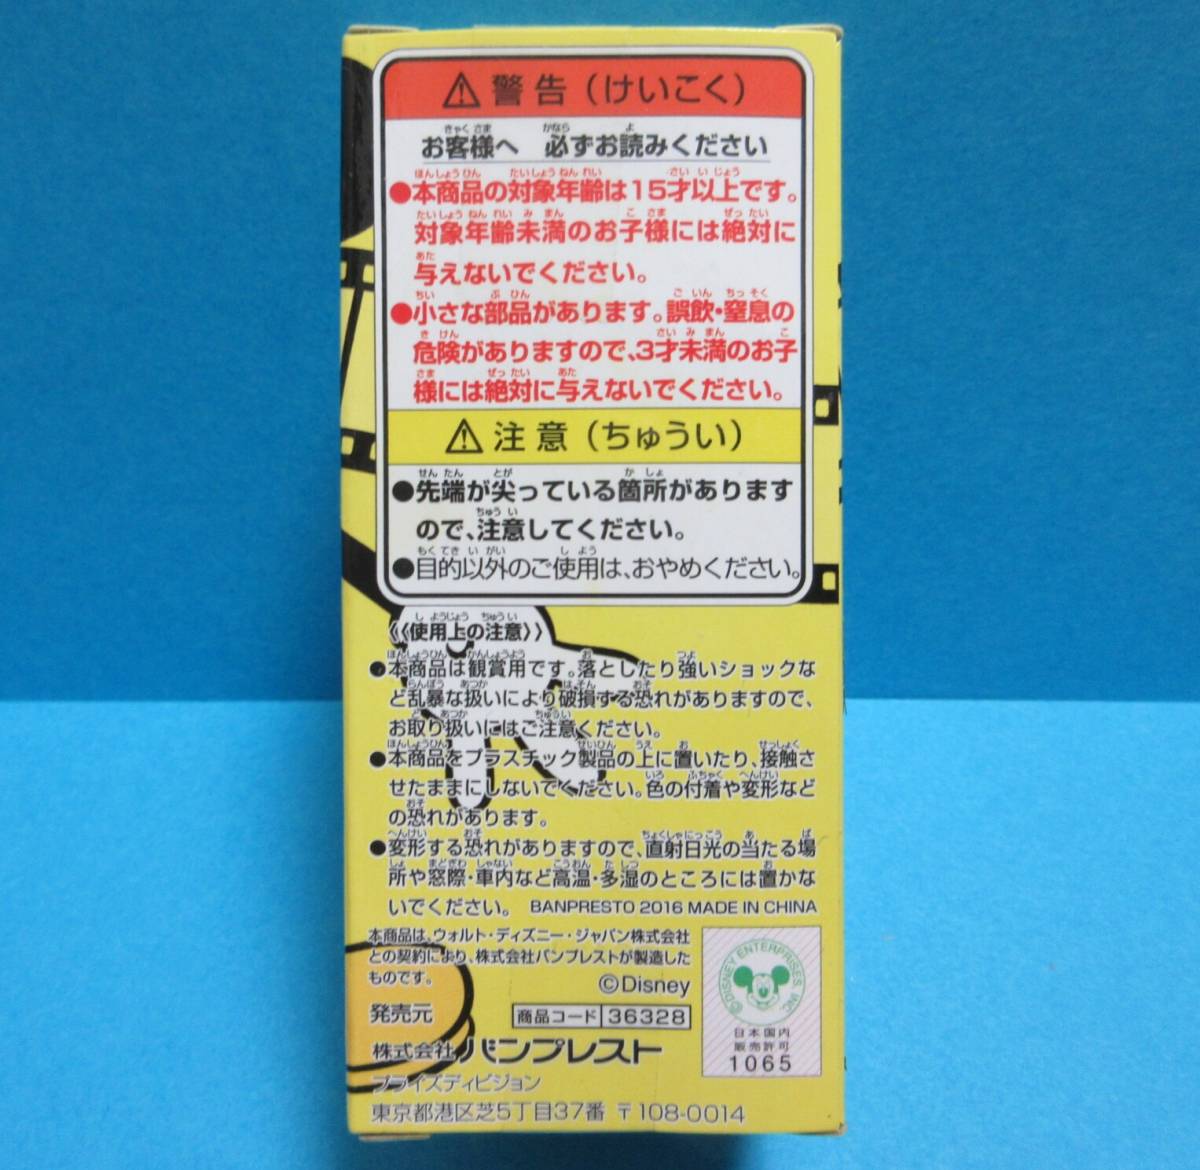 ⚠ 警告（けいこく）
お客様へ 必ずお読みください
●本商品の対象年齢は15才以上です。
対象年齢未満のお子様には絶対に
与えないでください。
●小さな部品があります。誤飲・窒息の
危険がありますので、3才未満のお子
様には絶対に与えないでください。
⚠ 注意（ちゅうい）
●先端が尖っている箇所があります
ので、注意してください。
●目的以外のご使用は、おやめください。
《使用上の注意》
●本商品は観賞用です。落としたり強いショックな
ど乱暴な扱いにより破損する恐れがありますので、
お取り扱いにはご注意ください。
●本商品をプラスチック製品の上に置いたり、接触さ
せたままにしないでください。色の付着や変形など
の恐れがあります。
●変形する恐れがありますので、直射日光の当たる場
所や窓際・車内など高温・多湿のところには置かな
いでください。 BANPRESTO 2016 MADE IN CHINA
本商品は、ウォルト・ディズニー・ジャパン株式会社
との契約により、株式会社バンプレストが製造した
ものです。
©Disney
発売元
商品コード 36328
株式会社バンプレスト
プライズディビジョン
東京都港区芝5丁目37番 〒108-0014
©DISNEY ENTERPRISES, INC.
日本国内
販売許可
1065